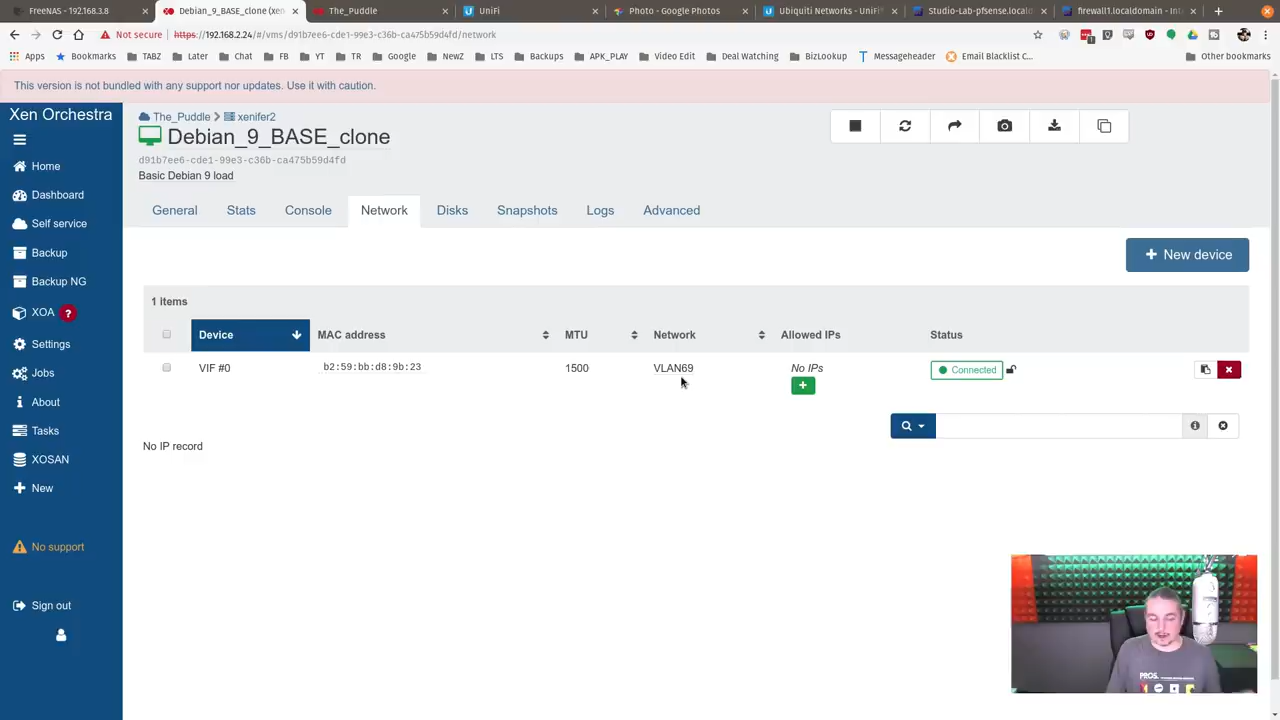 FreeNAS - 192.168.3.8
Debian_9_BASE_clone (xen
The_Puddle
UniFi
Photo - Google Photos
Ubiquiti Networks - UniFi
Studio-Lab-pfsense.locald
firewall1.localdomain - Int
Not secure
https://192.168.2.24/#/vms/d91b7ee6-cde1-99e3-c36b-ca475b59d4fd/network
Apps
Bookmarks
TABZ
Later
Chat
FB
YT
TR
Google
NewZ
LTS
Backups
APK_PLAY
Video Edit
Deal Watching
BizLookup
Messageheader
Email Blacklist C...
Other bookmarks
This version is not bundled with any support nor updates. Use it with caution.
Xen Orchestra
Home
Dashboard
Self service
Backup
Backup NG
XOA ?
Settings
Jobs
About
Tasks
XOSAN
New
No support
Sign out
The_Puddle > xenifer2
Debian_9_BASE_clone
d91b7ee6-cde1-99e3-c36b-ca475b59d4fd
Basic Debian 9 load
General
Stats
Console
Network
Disks
Snapshots
Logs
Advanced
+ New device
1 items
Device
MAC address
MTU
Network
Allowed IPs
Status
VIF #0
b2:59:bb:d8:9b:23
1500
VLAN69
No IPs
Connected
No IP record
PROS.